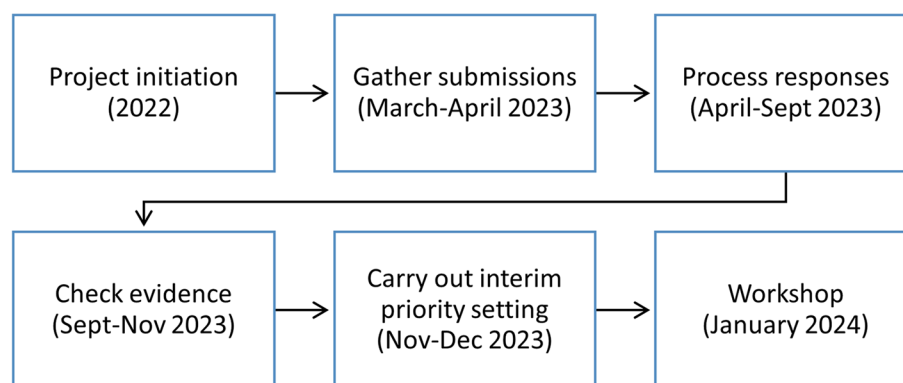 Project initiation
(2022)
Gather submissions
(March-April 2023)
Process responses
(April-Sept 2023)
Check evidence
(Sept-Nov 2023)
Carry out interim
priority setting
(Nov-Dec 2023)
Workshop
(January 2024)